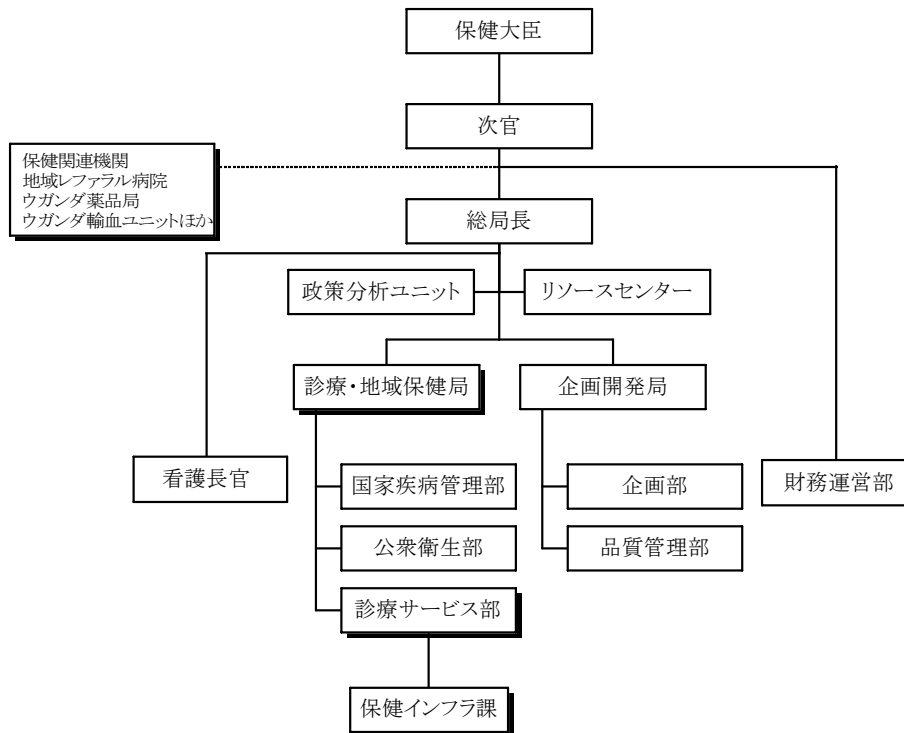 保健大臣
次官
保健関連機関
地域レファラル病院
ウガンダ薬品局
ウガンダ輸血ユニットほか
総局長
政策分析ユニット
リソースセンター
診療・地域保健局
企画開発局
看護長官
国家疾病管理部
企画部
財務運営部
公衆衛生部
品質管理部
診療サービス部
保健インフラ課